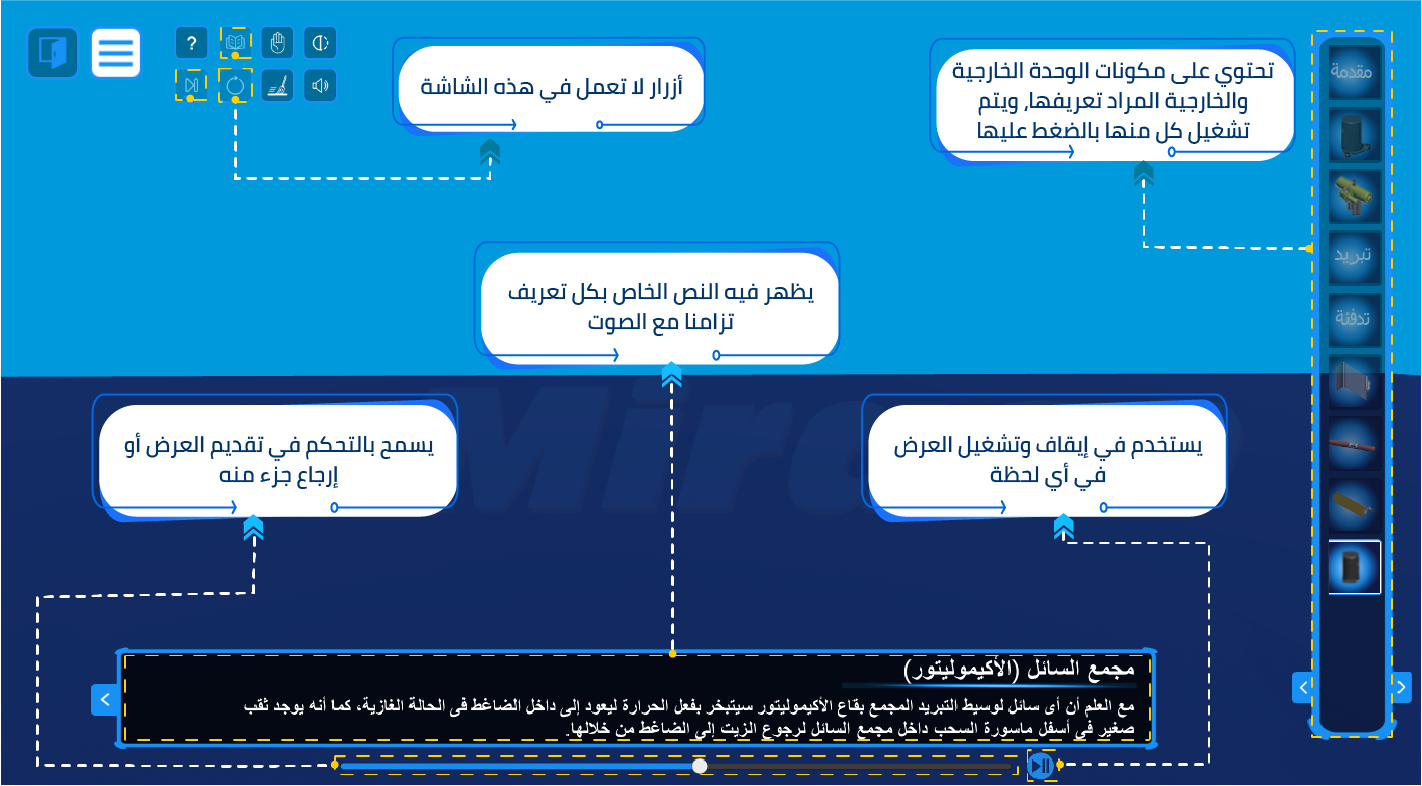 ?
أزرار لا تعمل في هذه الشاشة
تحتوي على مكونات الوحدة الخارجية
والخارجية المراد تعريفها، ويتم
تشغيل كل منها بالضغط عليها
مقدمة
تبريد
تدفئة
يظهر فيه النص الخاص بكل تعريف
تزامنا مع الصوت
يستخدم في إيقاف وتشغيل العرض
في أي لحظة
يسمح بالتحكم في تقديم العرض أو
إرجاع جزء منه
مجمع السائل (الأكيموليتور)
مع العلم أن أى سائل لوسيط التبريد المجمع بقاع الأكيموليتور سيتبخر بفعل الحرارة ليعود إلى داخل الضاغط فى الحالة الغازية، كما أنه يوجد ثقب
صغير فى أسفل ماسورة السحب داخل مجمع السائل لرجوع الزيت إلى الضاغط من خلالها.